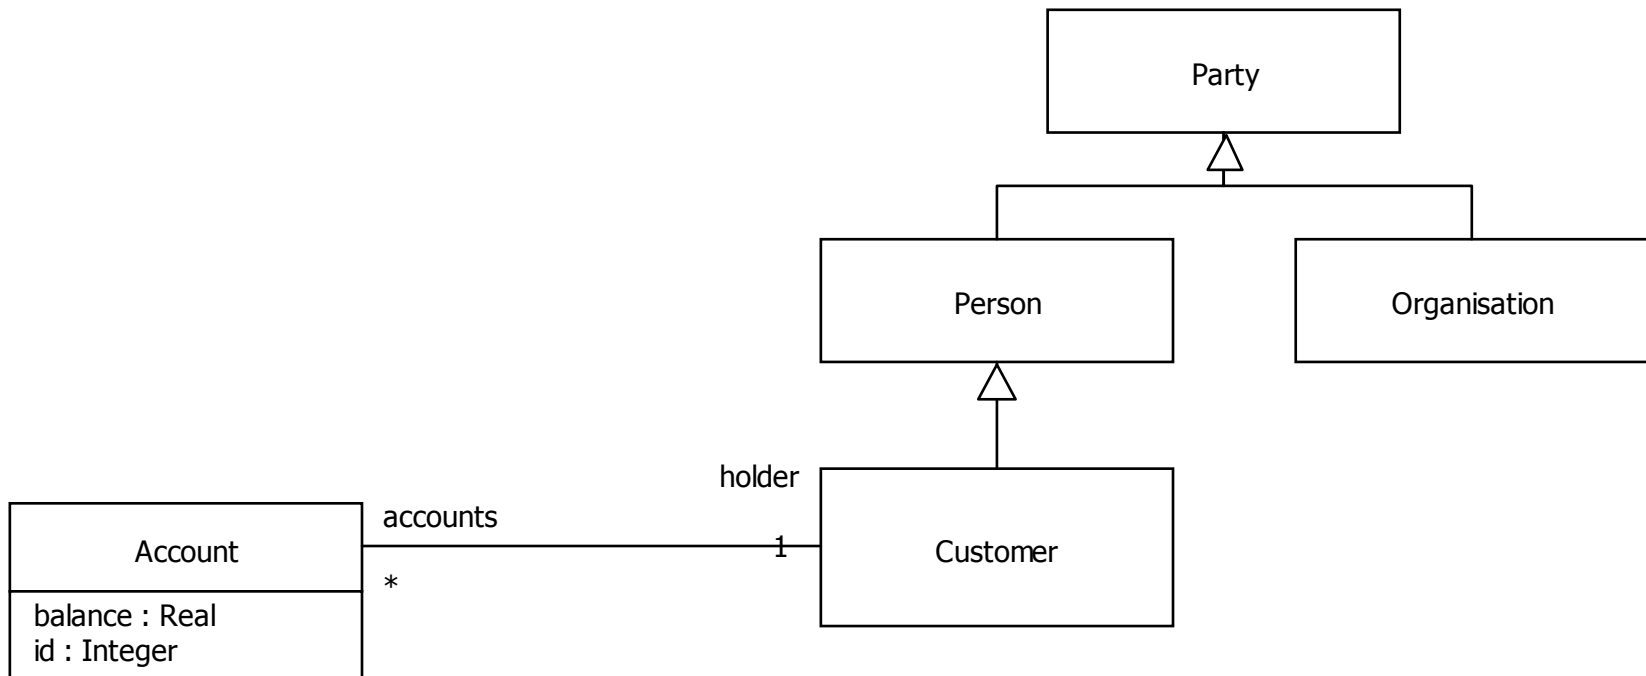 Party
Person
Organisation
holder
accounts
1
Account
Customer
*
balance : Real
id : Integer